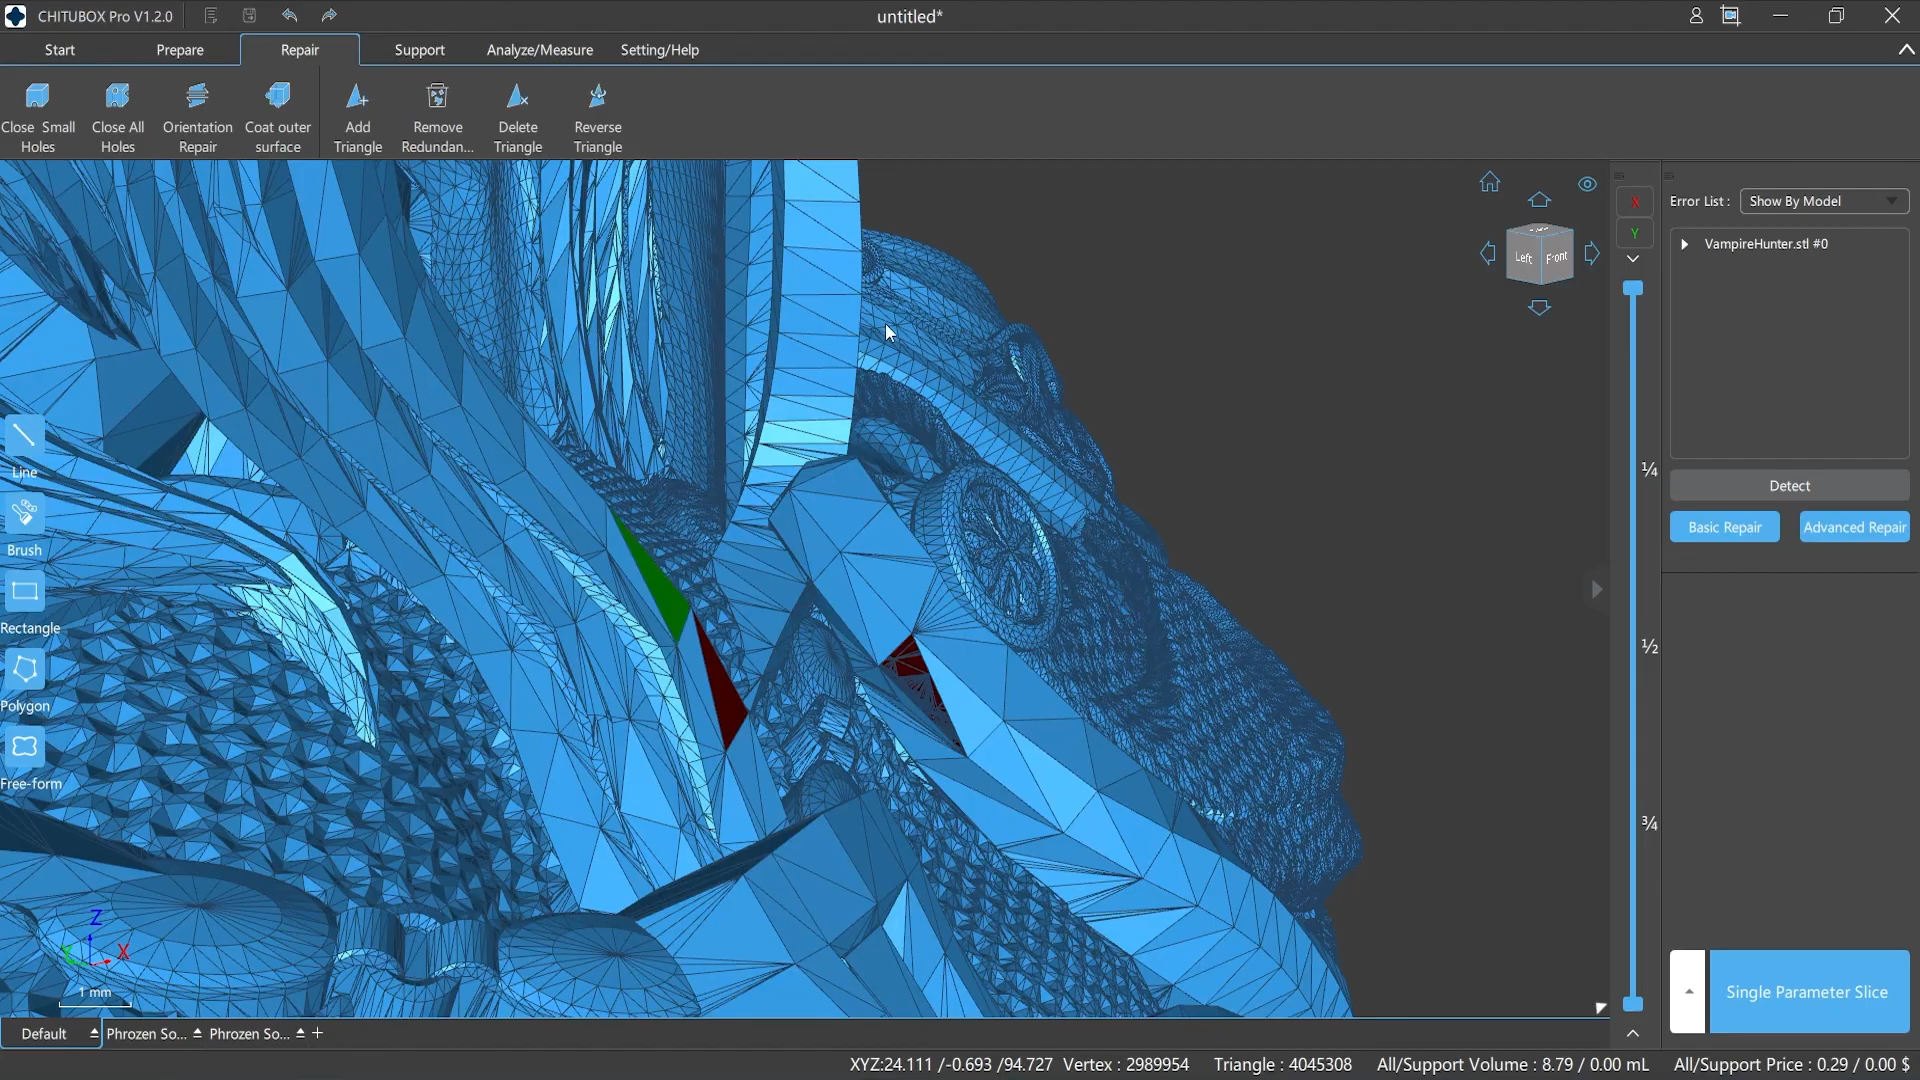 CHITUBOX Pro V1.2.0
untitled*
Start Prepare Repair Support Analyze/Measure Setting/Help
Close Small Holes
Close All Holes
Orientation Repair
Coat outer surface
Add Triangle
Remove Redundan...
Delete Triangle
Reverse Triangle
Left Front
X
Y
Error List : Show By Model
VampireHunter.stl #0
Detect
Basic Repair Advanced Repair
Line
Brush
Rectangle
Polygon
Free-form
¼
½
¾
Z
Y X
1 mm
Single Parameter Slice
Default Phrozen So... Phrozen So... +
XYZ:24.111 /-0.693 /94.727 Vertex : 2989954 Triangle : 4045308 All/Support Volume : 8.79 / 0.00 mL All/Support Price : 0.29 / 0.00 $